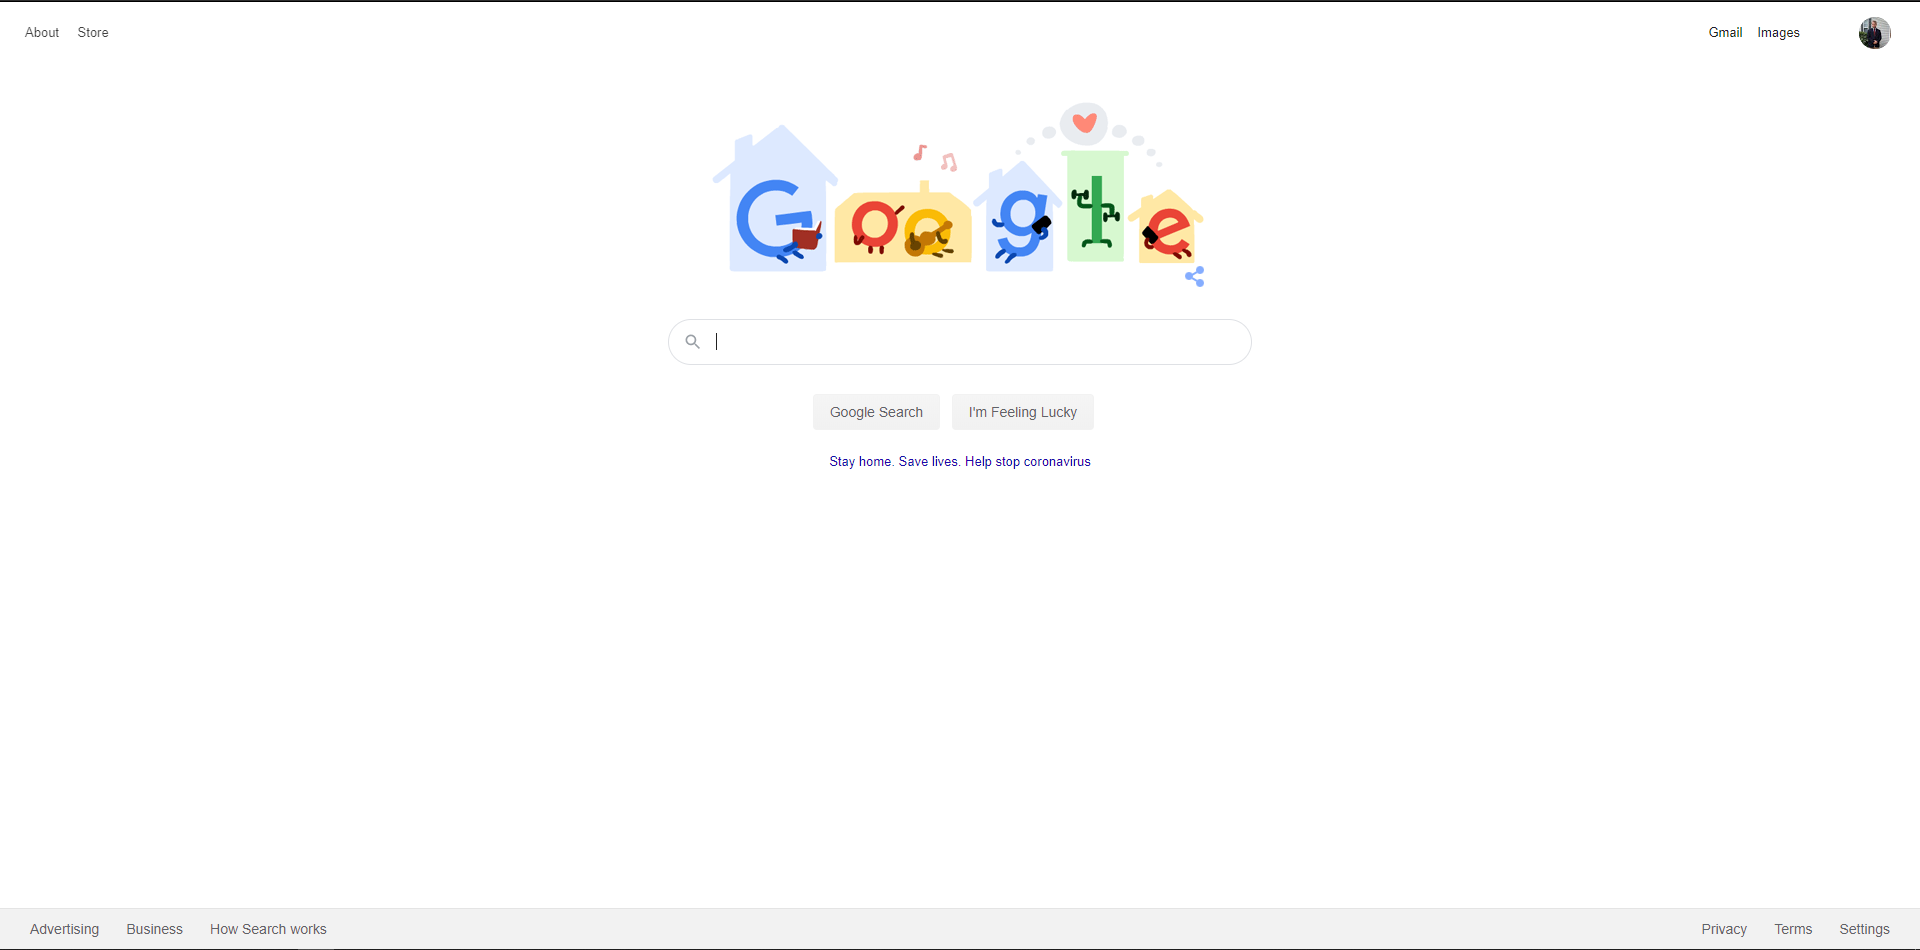 About Store
Gmail Images
Google
Google Search I'm Feeling Lucky
Stay home. Save lives. Help stop coronavirus
Advertising Business How Search works
Privacy Terms Settings